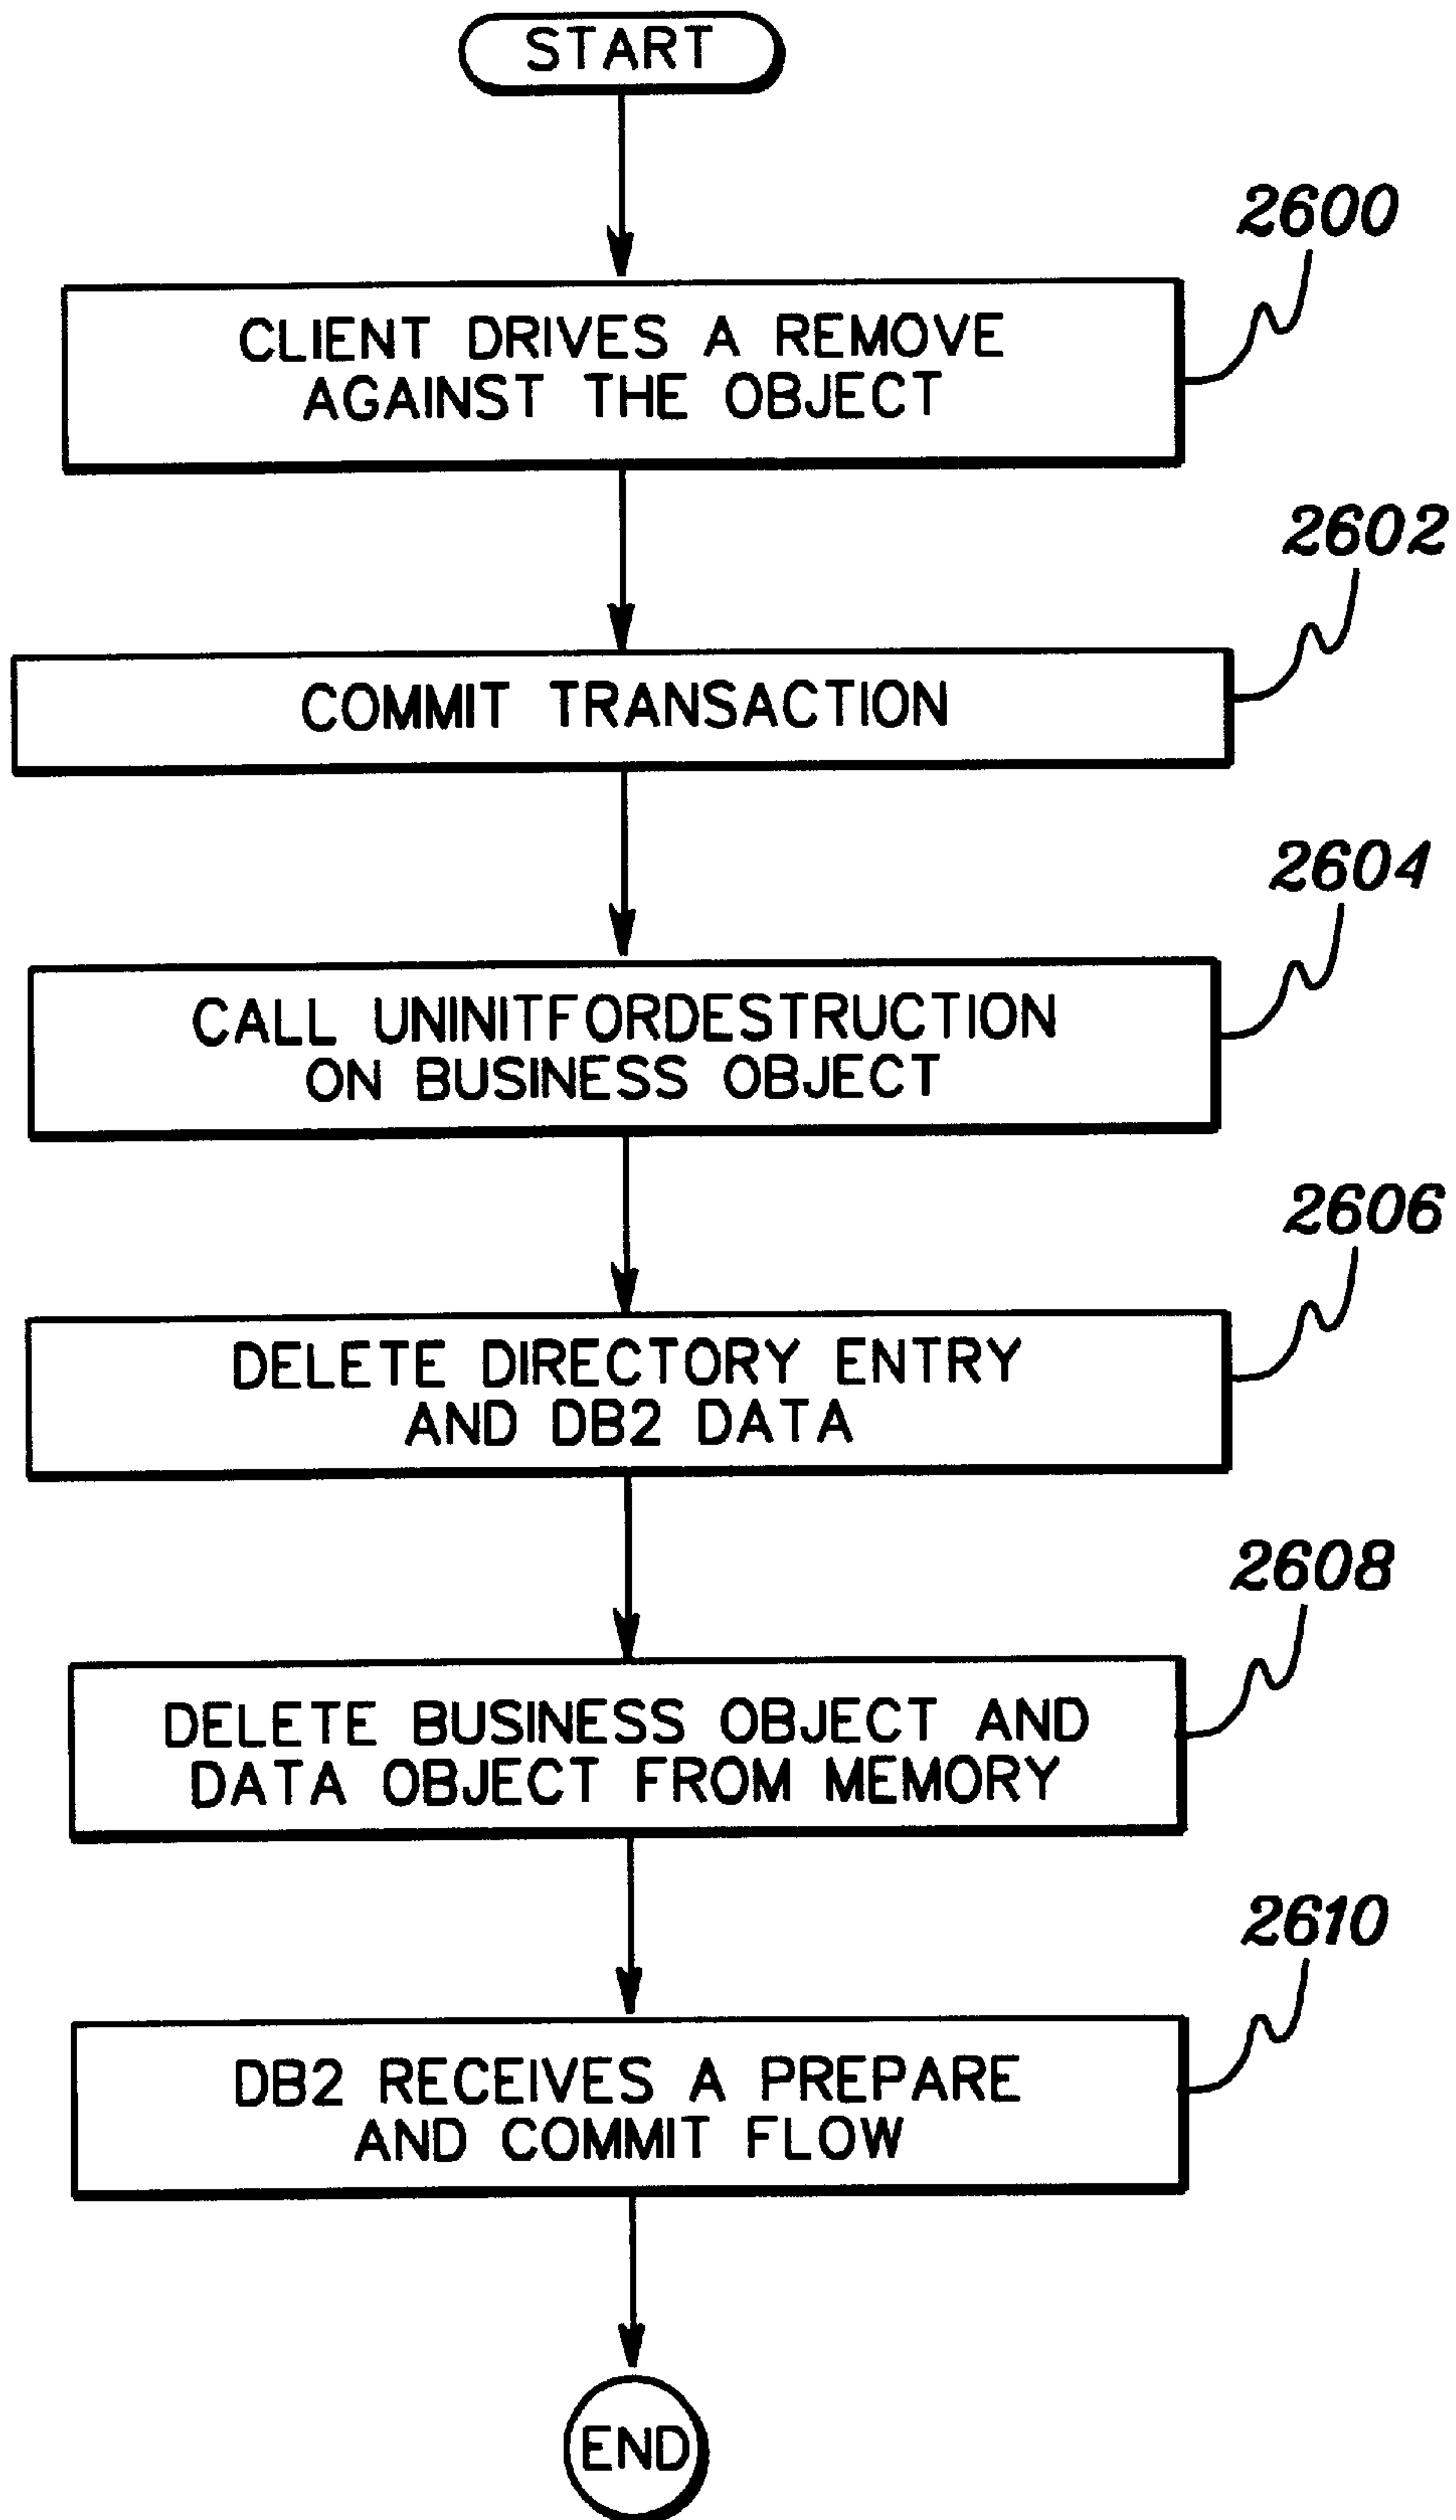 START
2600
CLIENT DRIVES A REMOVE
AGAINST THE OBJECT
2602
COMMIT TRANSACTION
2604
CALL UNINITFORDESTRUCTION
ON BUSINESS OBJECT
2606
DELETE DIRECTORY ENTRY
AND DB2 DATA
2608
DELETE BUSINESS OBJECT AND
DATA OBJECT FROM MEMORY
2610
DB2 RECEIVES A PREPARE
AND COMMIT FLOW
END